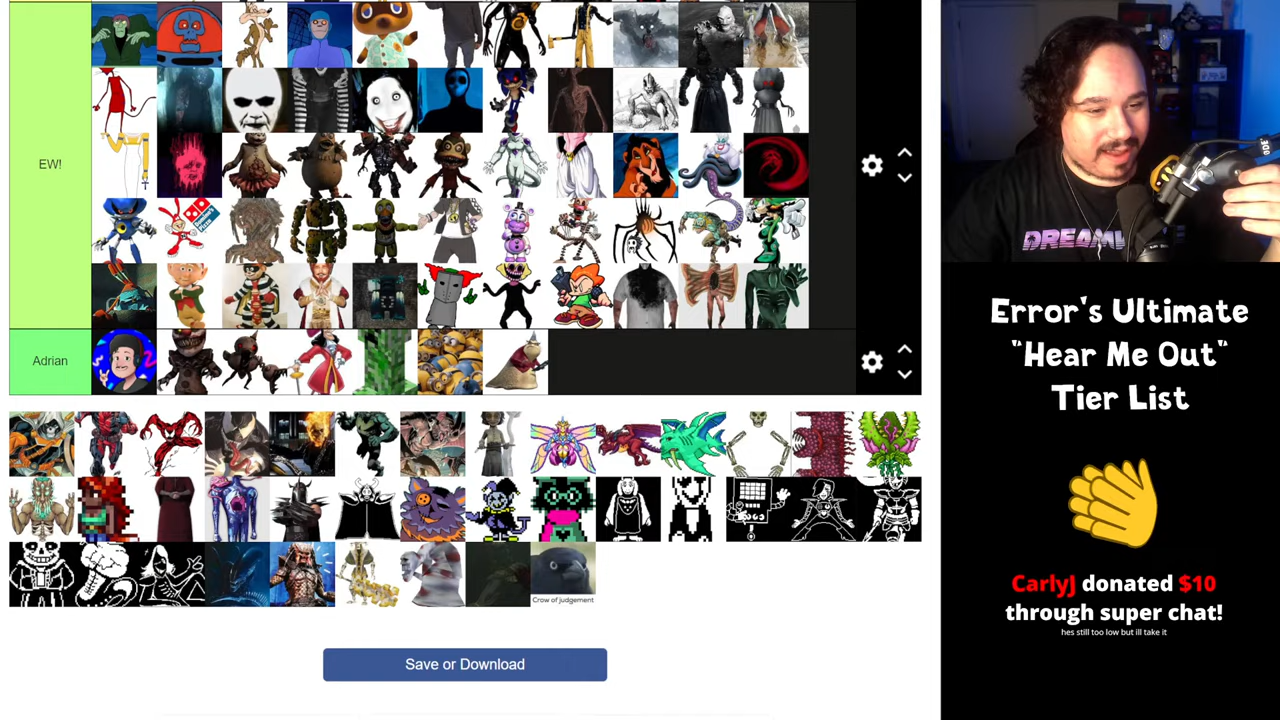 EW!
Adrian
Crow of judgement
Save or Download
Error's Ultimate
"Hear Me Out"
Tier List
CarlyJ donated $10
through super chat!
hes still too low but ill take it